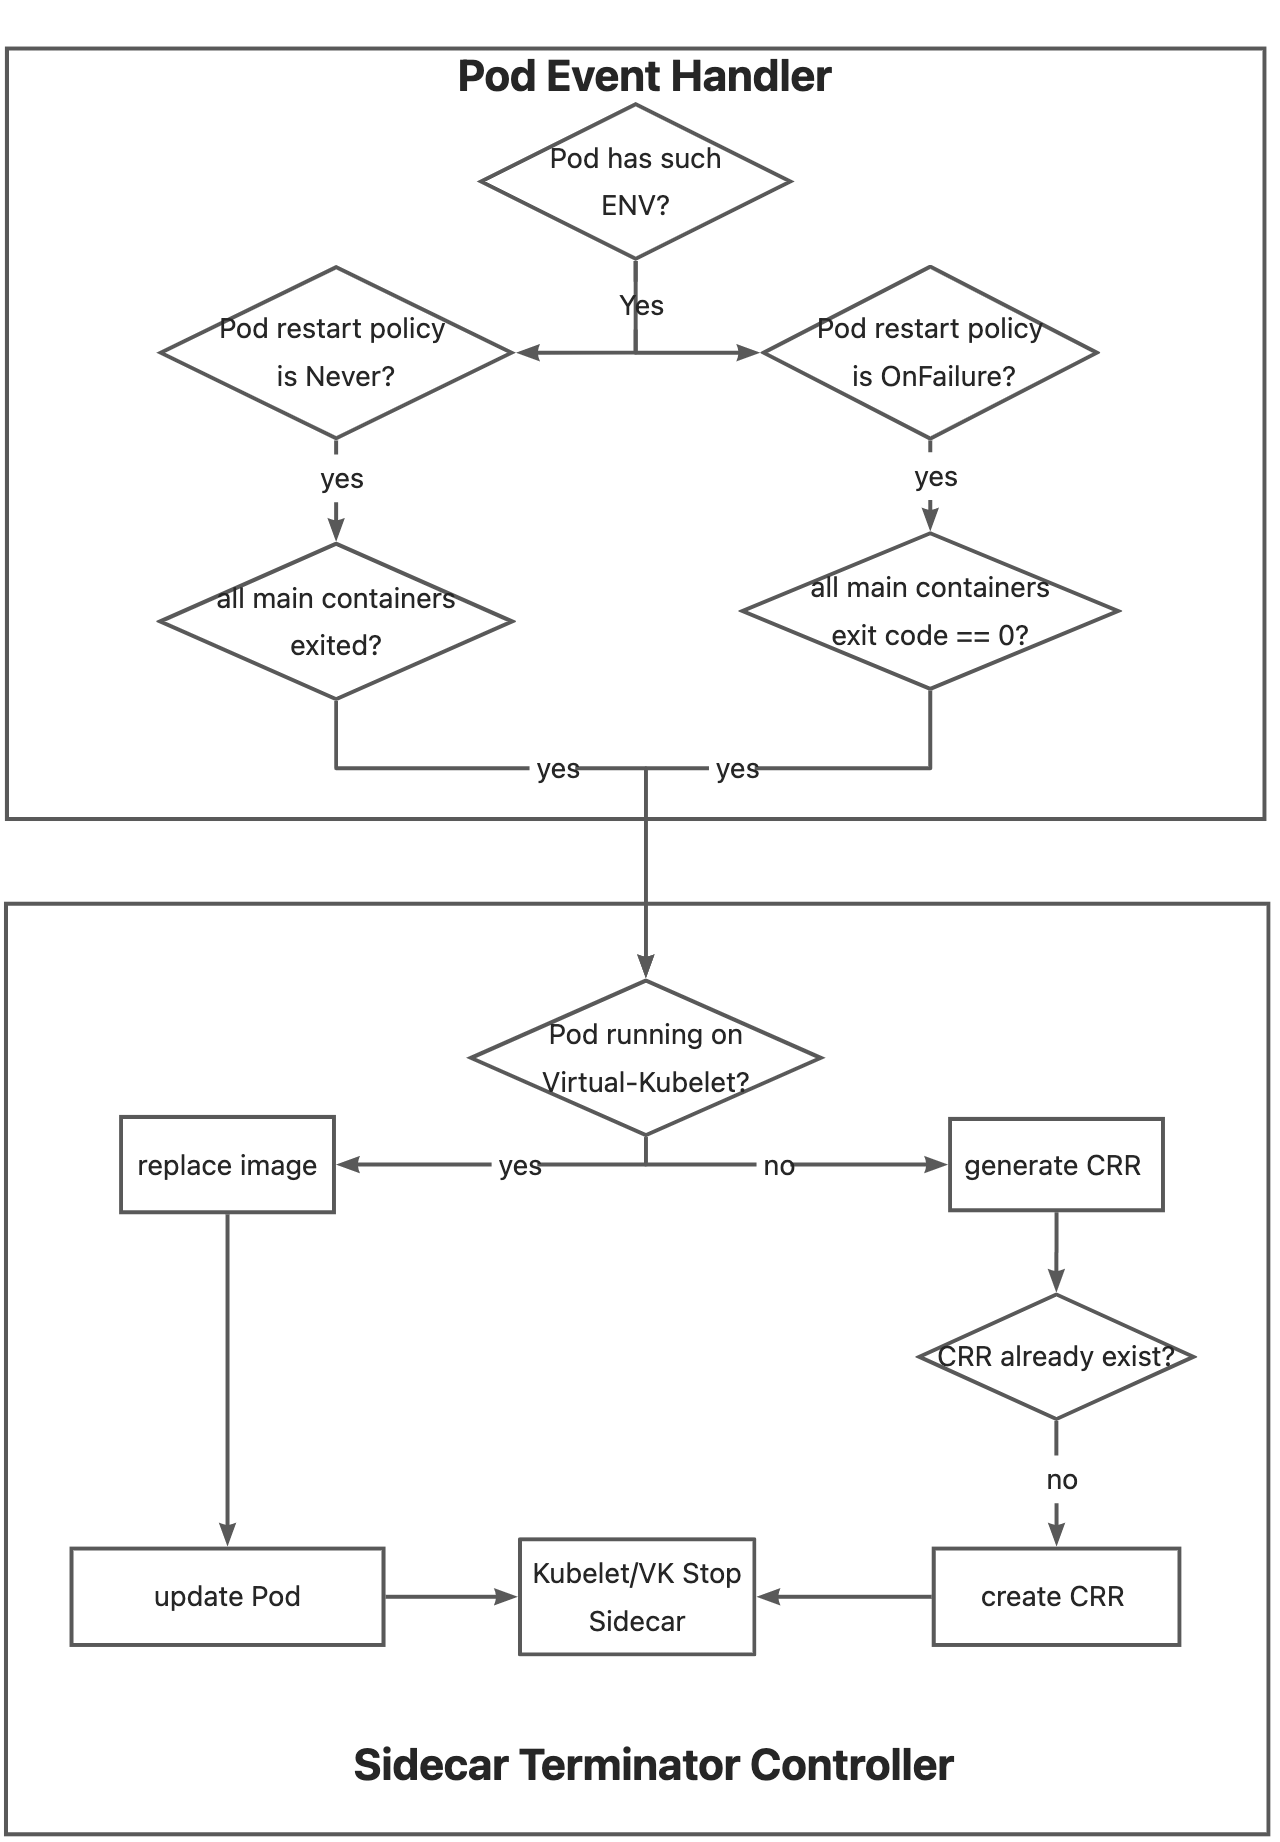 Pod Event Handler
Pod has such
ENV?
Yes
Pod restart policy
is Never?
Pod restart policy
is OnFailure?
yes
yes
all main containers
exited?
all main containers
exit code == 0?
yes
yes
Pod running on
Virtual-Kubelet?
replace image
yes
no
generate CRR
CRR already exist?
no
update Pod
Kubelet/VK Stop
Sidecar
create CRR
Sidecar Terminator Controller